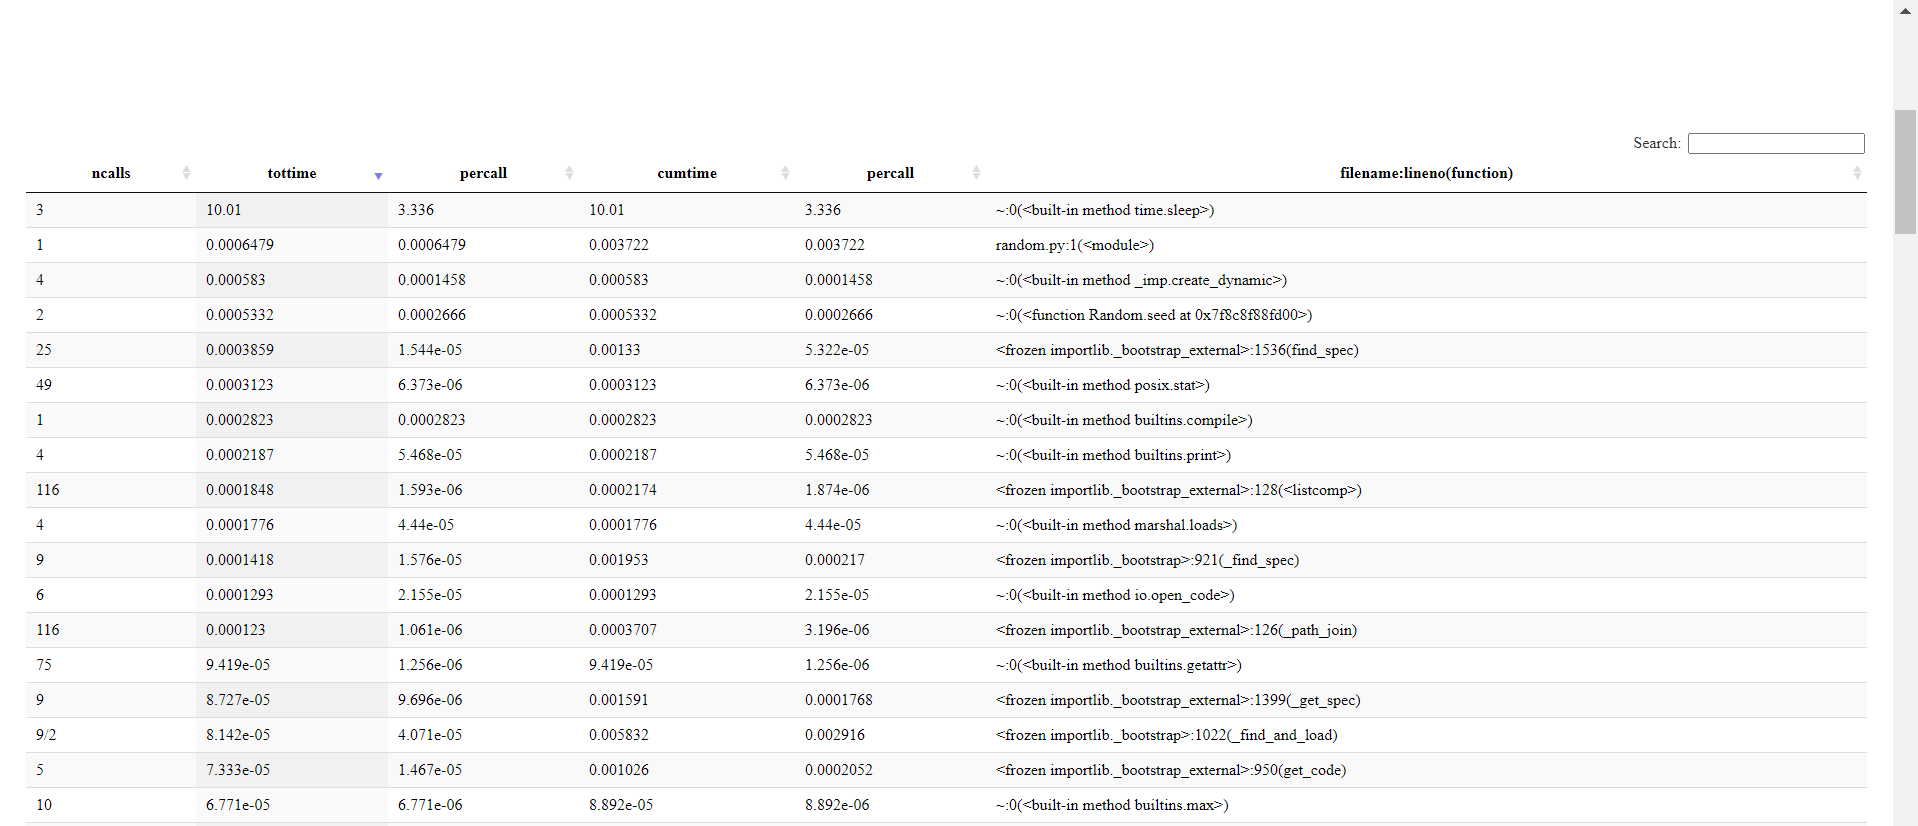 Search:
ncalls tottime percall cumtime percall filename:lineno(function)
3 10.01 3.336 10.01 3.336 ~:0(<built-in method time.sleep>)
1 0.0006479 0.0006479 0.003722 0.003722 random.py:1(<module>)
4 0.000583 0.0001458 0.000583 0.0001458 ~:0(<built-in method _imp.create_dynamic>)
2 0.0005332 0.0002666 0.0005332 0.0002666 ~:0(<function Random.seed at 0x7f8c8f88fd00>)
25 0.0003859 1.544e-05 0.00133 5.322e-05 <frozen importlib._bootstrap_external>:1536(find_spec)
49 0.0003123 6.373e-06 0.0003123 6.373e-06 ~:0(<built-in method posix.stat>)
1 0.0002823 0.0002823 0.0002823 0.0002823 ~:0(<built-in method builtins.compile>)
4 0.0002187 5.468e-05 0.0002187 5.468e-05 ~:0(<built-in method builtins.print>)
116 0.0001848 1.593e-06 0.0002174 1.874e-06 <frozen importlib._bootstrap_external>:128(<listcomp>)
4 0.0001776 4.44e-05 0.0001776 4.44e-05 ~:0(<built-in method marshal.loads>)
9 0.0001418 1.576e-05 0.001953 0.000217 <frozen importlib._bootstrap>:921(_find_spec)
6 0.0001293 2.155e-05 0.0001293 2.155e-05 ~:0(<built-in method io.open_code>)
116 0.000123 1.061e-06 0.0003707 3.196e-06 <frozen importlib._bootstrap_external>:126(_path_join)
75 9.419e-05 1.256e-06 9.419e-05 1.256e-06 ~:0(<built-in method builtins.getattr>)
9 8.727e-05 9.696e-06 0.001591 0.0001768 <frozen importlib._bootstrap_external>:1399(_get_spec)
9/2 8.142e-05 4.071e-05 0.005832 0.002916 <frozen importlib._bootstrap>:1022(_find_and_load)
5 7.333e-05 1.467e-05 0.001026 0.0002052 <frozen importlib._bootstrap_external>:950(get_code)
10 6.771e-05 6.771e-06 8.892e-05 8.892e-06 ~:0(<built-in method builtins.max>)